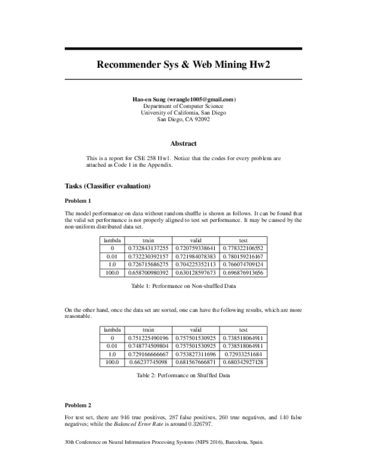 Recommender Sys & Web Mining Hw2
Hao-en Sung (wrangle1005@gmail.com)
Department of Computer Science
University of California, San Diego
San Diego, CA 92092
Abstract
This is a report for CSE 258 Hw1. Notice that the codes for every problem are
attached as Code 1 in the Appendix.
Tasks (Classifier evaluation)
Problem 1
The model performance on data without random shuffle is shown as follows. It can be found that
the valid set performance is not properly aligned to test set performance. It may be caused by the
non-uniform distributed data set.
lambda train valid test
0 0.732843137255 0.720759338641 0.778322106552
0.01 0.732230392157 0.721984078383 0.780159216167
1.0 0.726715686275 0.704225352113 0.766074709124
100.0 0.658700980392 0.630128597673 0.696876913656
Table 1: Performance on Non-shuffled Data
On the other hand, once the data set are sorted, one can have the following results, which are more
reasonable.
lambda train valid test
0 0.751225490196 0.757501530925 0.738518064911
0.01 0.748774509804 0.757501530925 0.738518064911
1.0 0.729166666667 0.753827311696 0.72933251684
100.0 0.66237745098 0.681567666871 0.680342927128
Table 2: Performance on Shuffled Data
Problem 2
For test set, there are 946 true positives, 287 false positives, 260 true negatives, and 140 false
negatives; while the Balanced Error Rate is around 0.326797.
30th Conference on Neural Information Processing Systems (NIPS 2016), Barcelona, Spain.